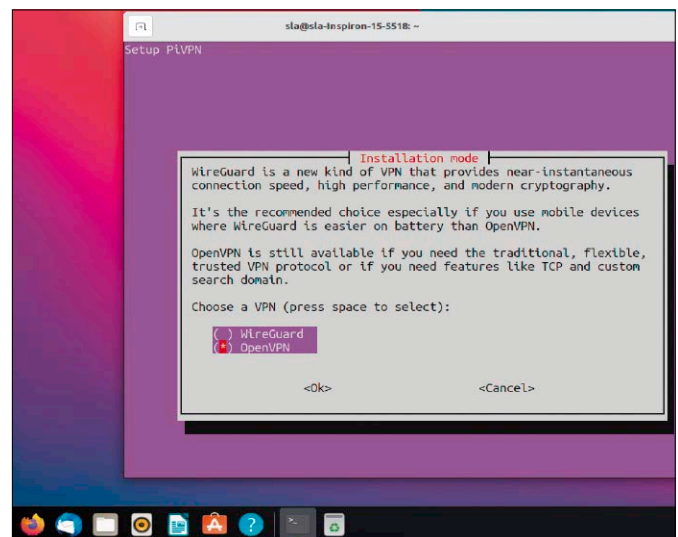 sla@sla-Inspiron-15-5518: ~
Setup PiVPN
Installation mode
WireGuard is a new kind of VPN that provides near-instantaneous
connection speed, high performance, and modern cryptography.
It's the recommended choice especially if you use mobile devices
where WireGuard is easier on battery than OpenVPN.
OpenVPN is still available if you need the traditional, flexible,
trusted VPN protocol or if you need features like TCP and custom
search domain.
Choose a VPN (press space to select):
( ) WireGuard
(*) OpenVPN
<Ok> <Cancel>